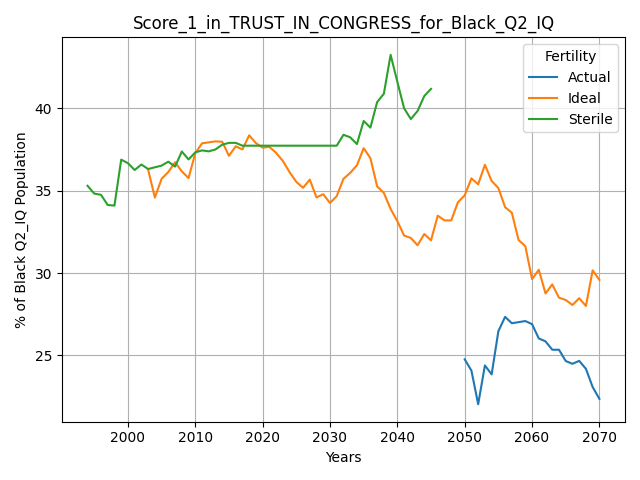 Score_1_in_TRUST_IN_CONGRESS_for_Black_Q2_IQ
Fertility
Actual
Ideal
Sterile
% of Black Q2_IQ Population
40
35
30
25
2000
2010
2020
2030
2040
2050
2060
2070
Years